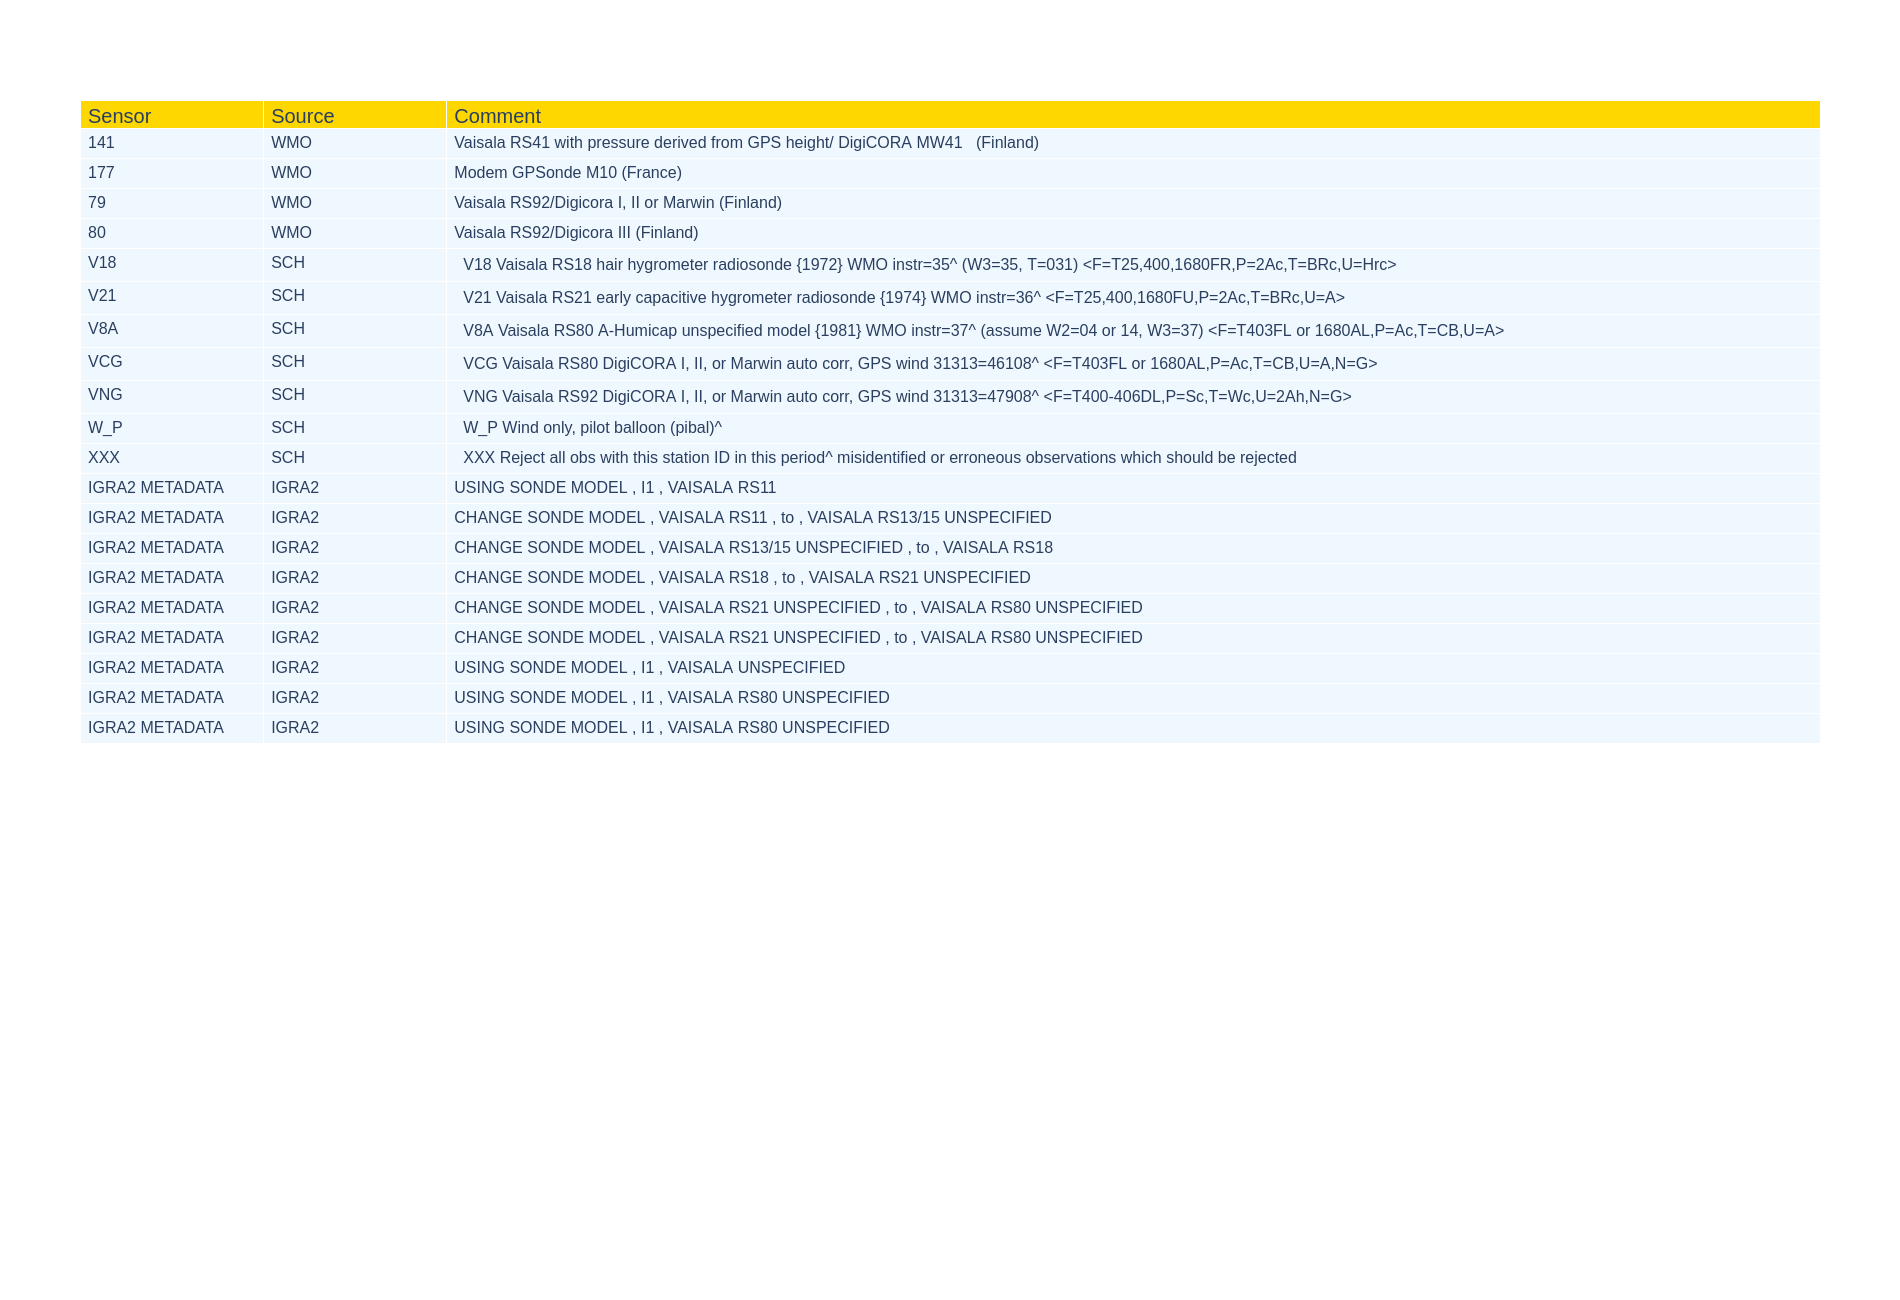 Sensor Source Comment
141 WMO Vaisala RS41 with pressure derived from GPS height/ DigiCORA MW41   (Finland)
177 WMO Modem GPSonde M10 (France)
79 WMO Vaisala RS92/Digicora I, II or Marwin (Finland)
80 WMO Vaisala RS92/Digicora III (Finland)
V18 SCH V18 Vaisala RS18 hair hygrometer radiosonde {1972} WMO instr=35^ (W3=35, T=031) <F=T25,400,1680FR,P=2Ac,T=BRc,U=Hrc>
V21 SCH V21 Vaisala RS21 early capacitive hygrometer radiosonde {1974} WMO instr=36^ <F=T25,400,1680FU,P=2Ac,T=BRc,U=A>
V8A SCH V8A Vaisala RS80 A-Humicap unspecified model {1981} WMO instr=37^ (assume W2=04 or 14, W3=37) <F=T403FL or 1680AL,P=Ac,T=CB,U=A>
VCG SCH VCG Vaisala RS80 DigiCORA I, II, or Marwin auto corr, GPS wind 31313=46108^ <F=T403FL or 1680AL,P=Ac,T=CB,U=A,N=G>
VNG SCH VNG Vaisala RS92 DigiCORA I, II, or Marwin auto corr, GPS wind 31313=47908^ <F=T400-406DL,P=Sc,T=Wc,U=2Ah,N=G>
W_P SCH W_P Wind only, pilot balloon (pibal)^
XXX SCH XXX Reject all obs with this station ID in this period^ misidentified or erroneous observations which should be rejected
IGRA2 METADATA IGRA2 USING SONDE MODEL , I1 , VAISALA RS11
IGRA2 METADATA IGRA2 CHANGE SONDE MODEL , VAISALA RS11 , to , VAISALA RS13/15 UNSPECIFIED
IGRA2 METADATA IGRA2 CHANGE SONDE MODEL , VAISALA RS13/15 UNSPECIFIED , to , VAISALA RS18
IGRA2 METADATA IGRA2 CHANGE SONDE MODEL , VAISALA RS18 , to , VAISALA RS21 UNSPECIFIED
IGRA2 METADATA IGRA2 CHANGE SONDE MODEL , VAISALA RS21 UNSPECIFIED , to , VAISALA RS80 UNSPECIFIED
IGRA2 METADATA IGRA2 CHANGE SONDE MODEL , VAISALA RS21 UNSPECIFIED , to , VAISALA RS80 UNSPECIFIED
IGRA2 METADATA IGRA2 USING SONDE MODEL , I1 , VAISALA UNSPECIFIED
IGRA2 METADATA IGRA2 USING SONDE MODEL , I1 , VAISALA RS80 UNSPECIFIED
IGRA2 METADATA IGRA2 USING SONDE MODEL , I1 , VAISALA RS80 UNSPECIFIED